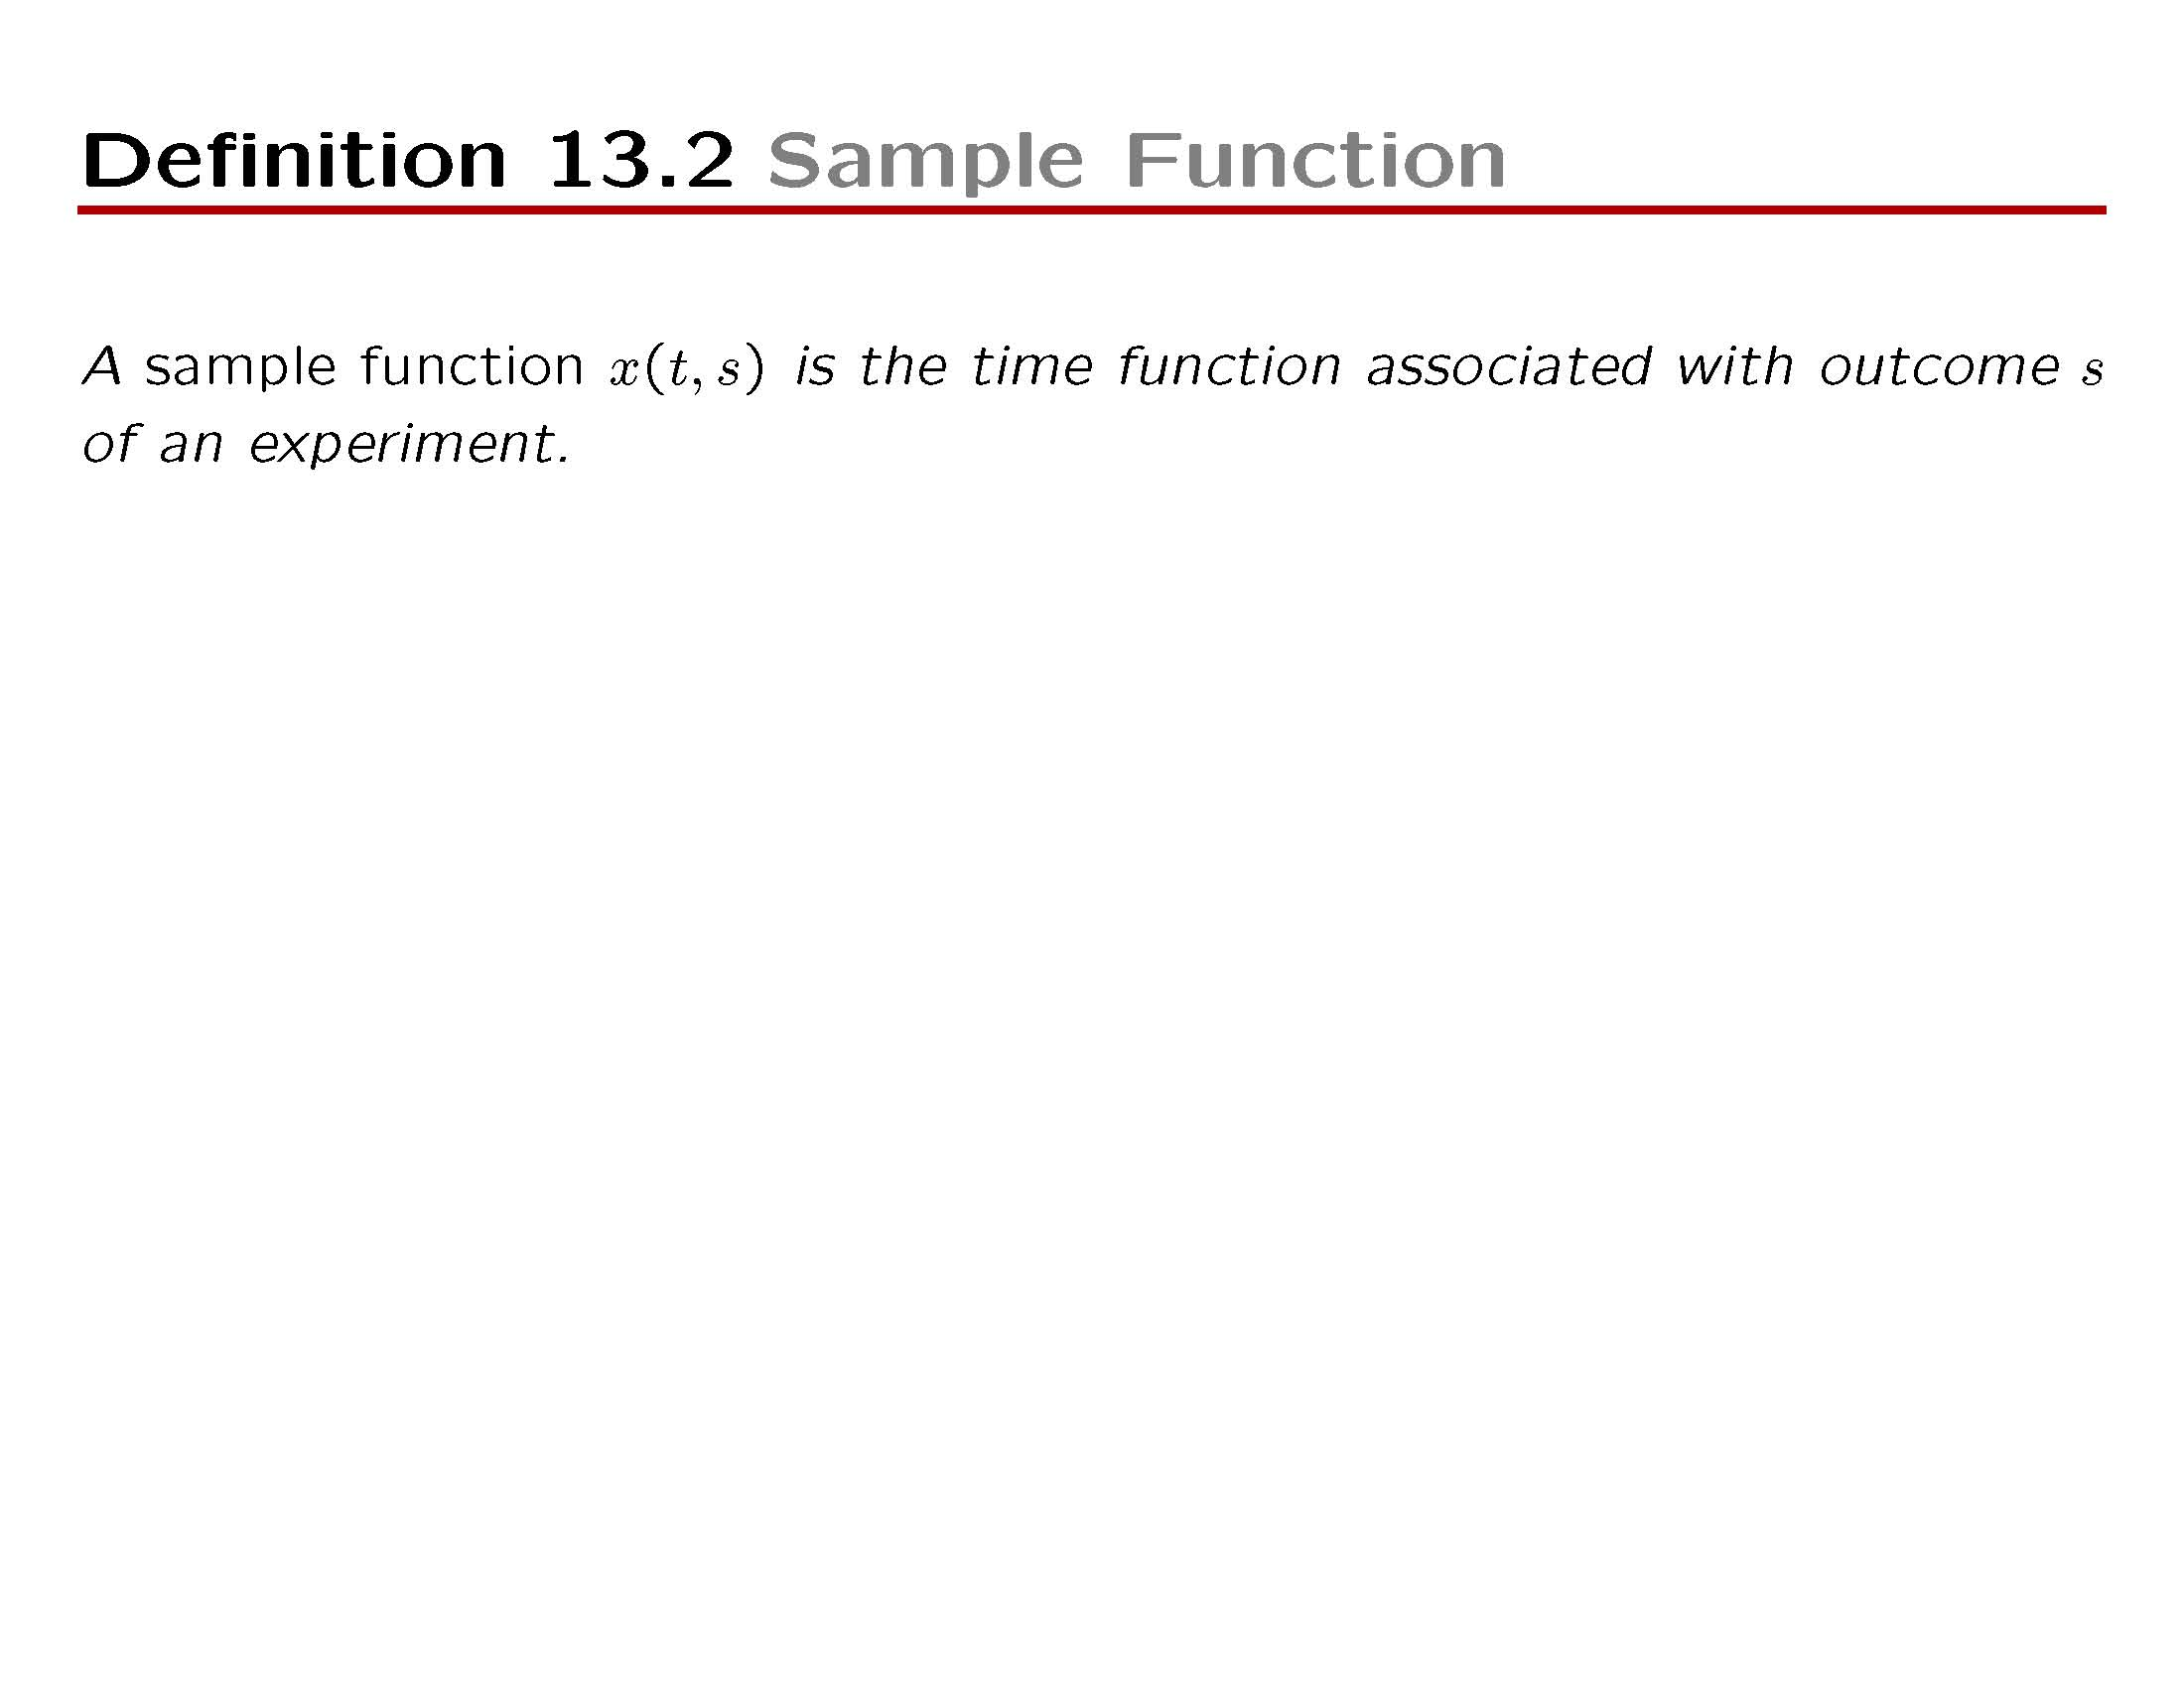 Definition 13.2 Sample Function
A sample function x(t, s) is the time function associated with outcome s
of an experiment.